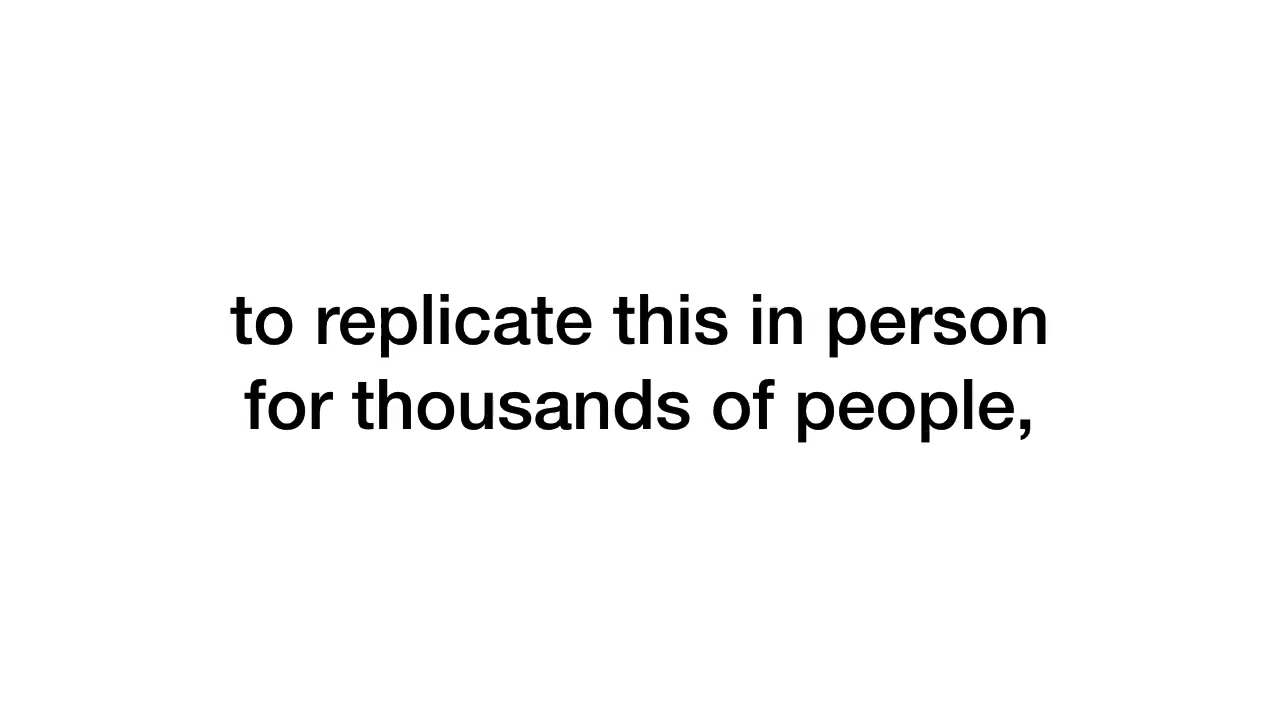 to replicate this in person
for thousands of people,